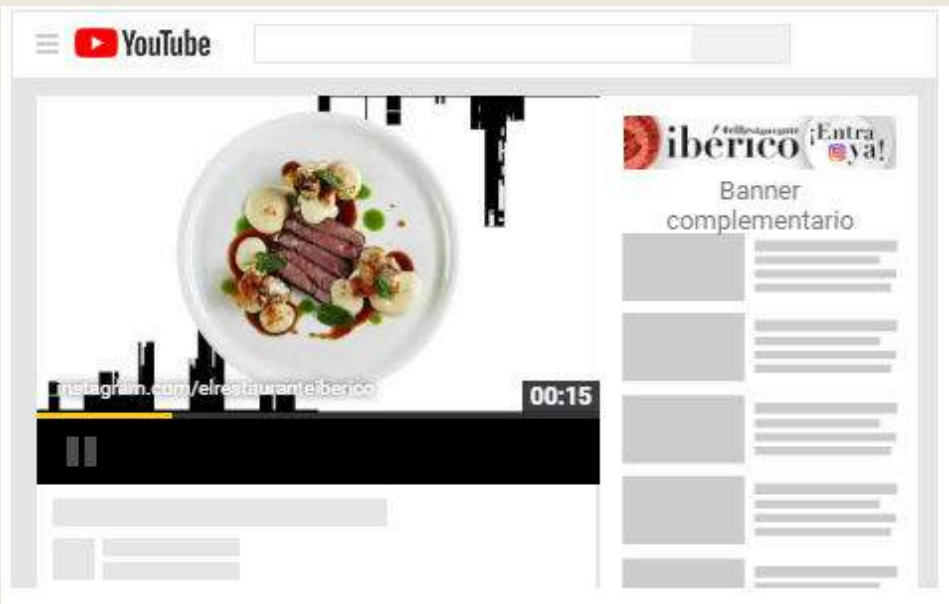 YouTube
elRestaurante
ibérico
¡Entra
ya!
Banner
complementario
instagram.com/elrestauranteiberico
00:15